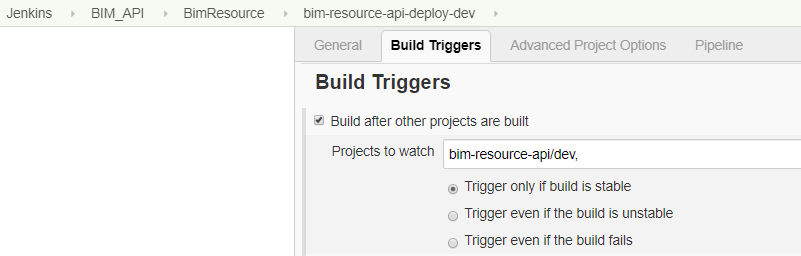 Jenkins BIM_API BimResource bim-resource-api-deploy-dev
General Build Triggers Advanced Project Options Pipeline
Build Triggers
Build after other projects are built
Projects to watch bim-resource-api/dev,
Trigger only if build is stable
Trigger even if the build is unstable
Trigger even if the build fails